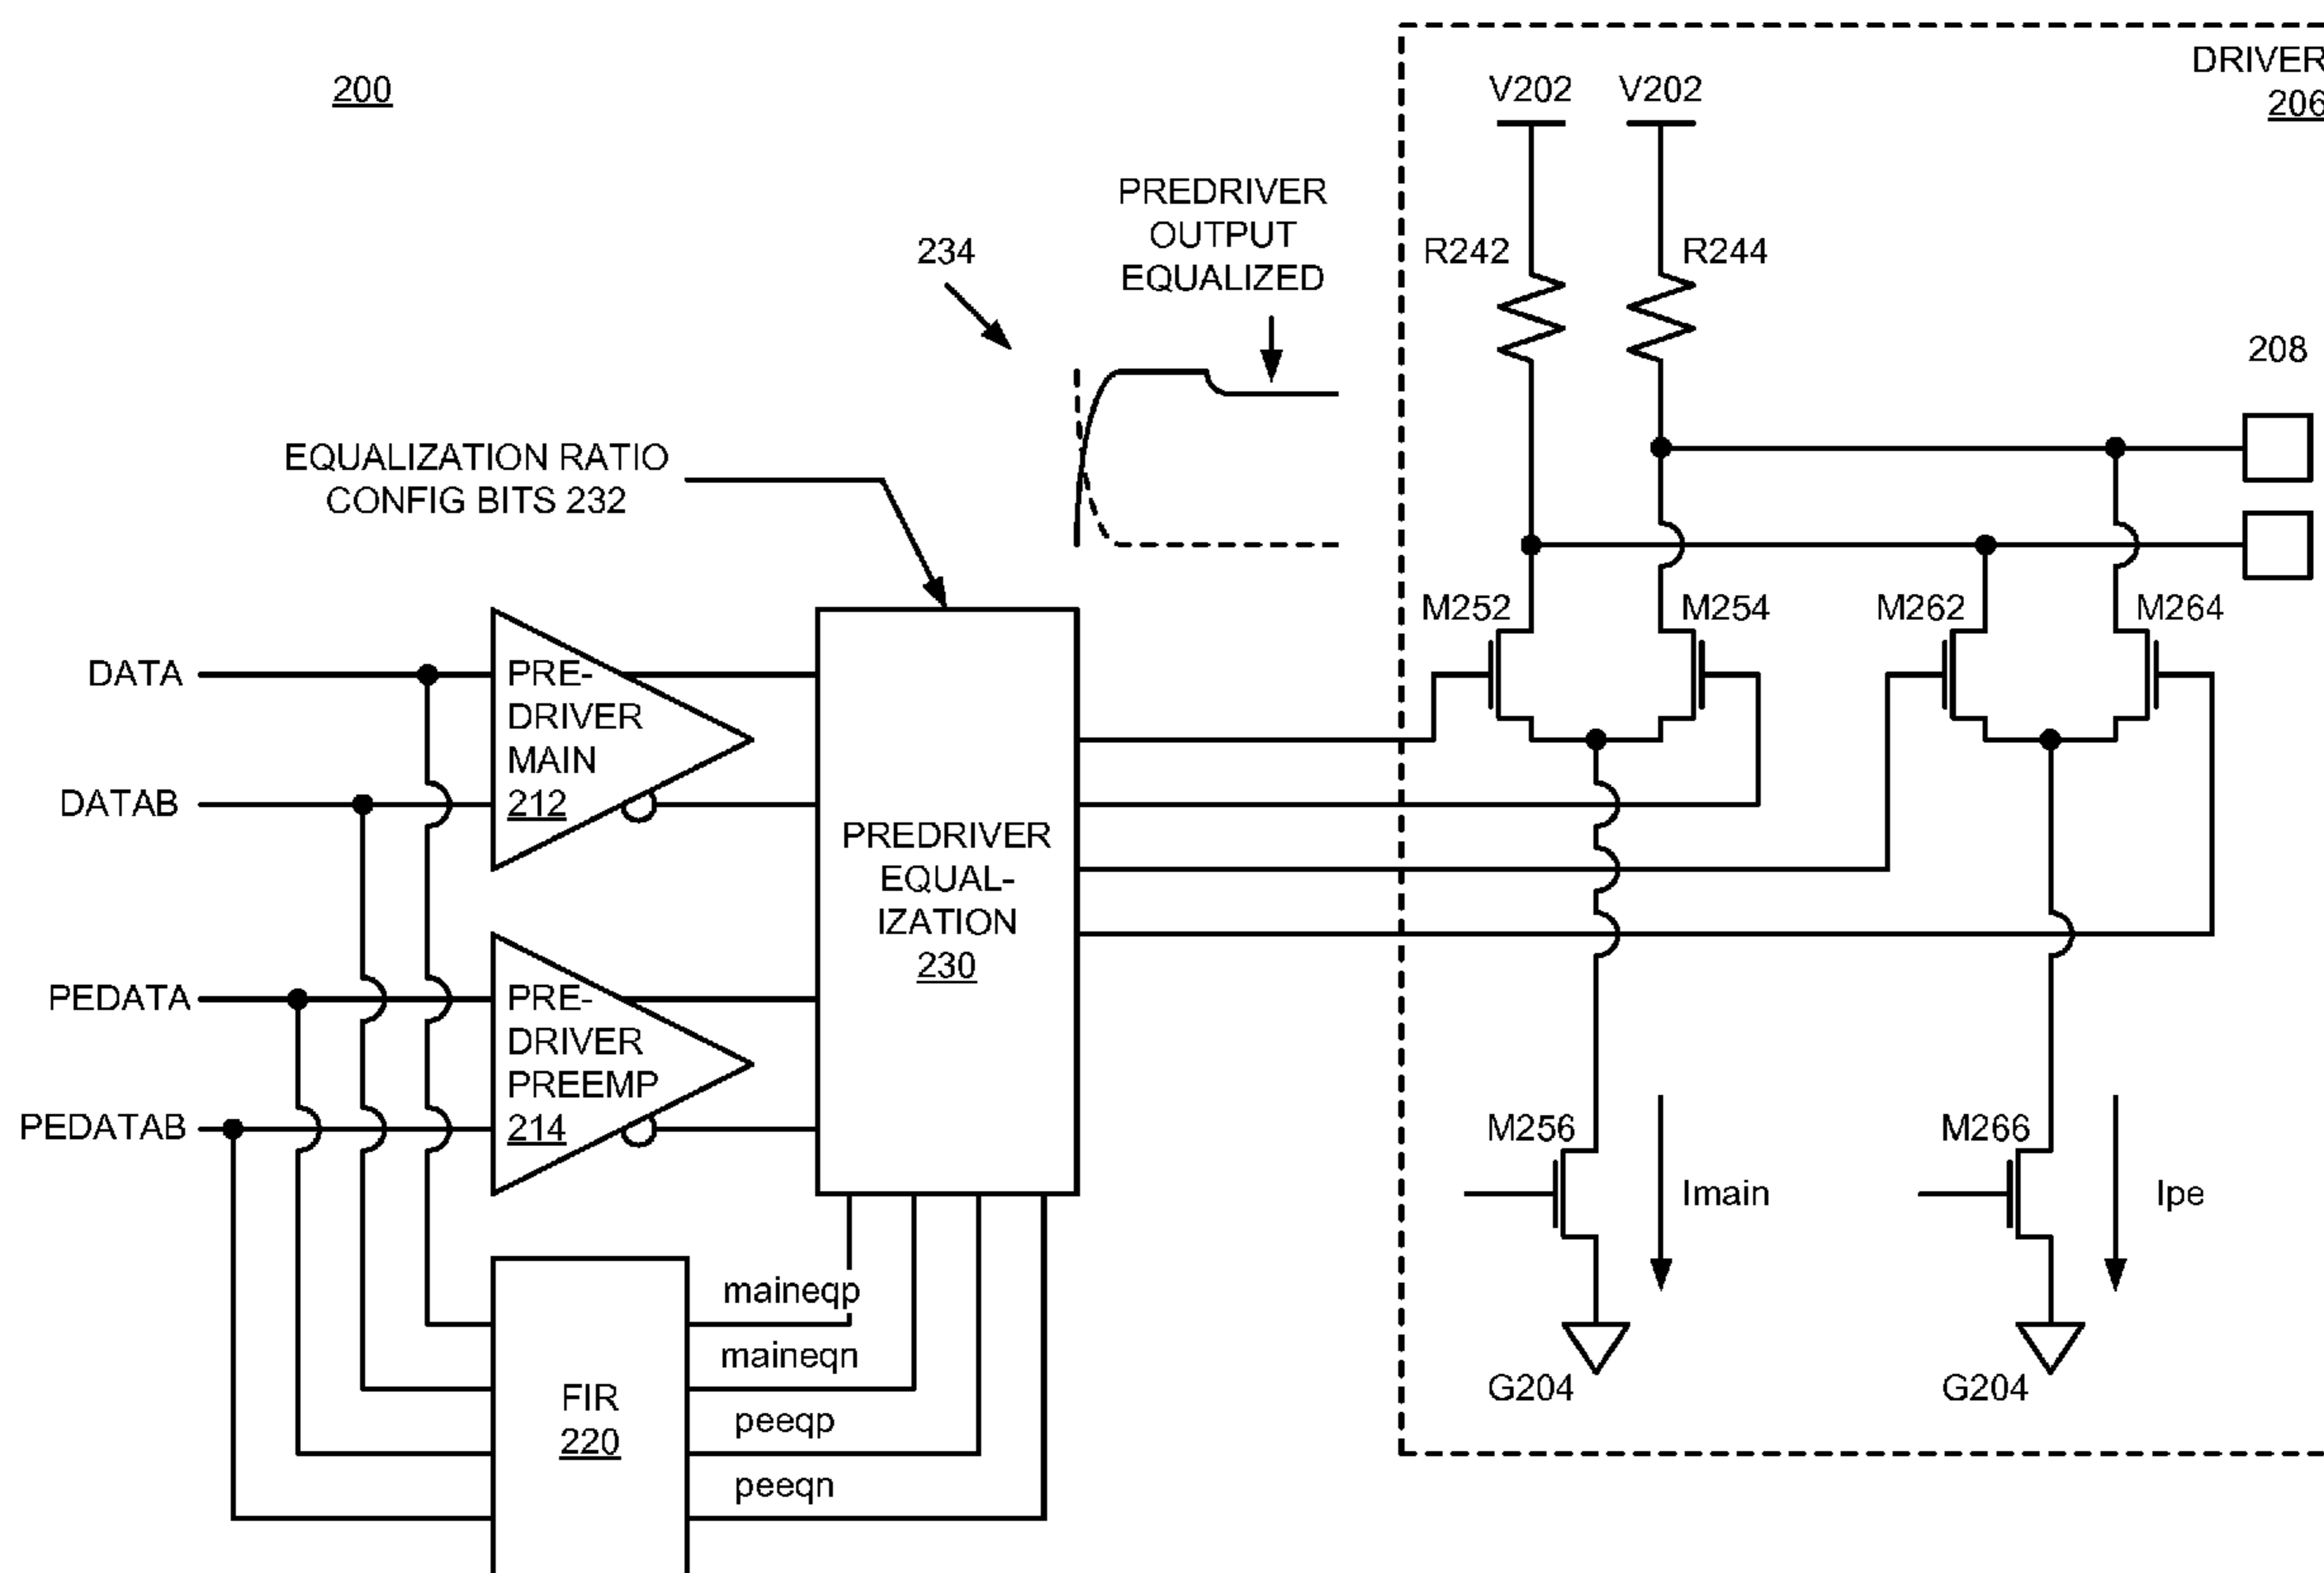 200
DRIVER
206
V202 V202
PREDRIVER
OUTPUT
EQUALIZED
234
R242
R244
208
EQUALIZATION RATIO
CONFIG BITS 232
M252
M254
M262
M264
DATA
PRE-
DRIVER
MAIN
212
DATAB
PREDRIVER
EQUAL-
IZATION
230
PEDATA
PRE-
DRIVER
PREEMP
214
PEDATAB
M256
Imain
M266
Ipe
G204
G204
FIR
220
maineqp
maineqn
peeqp
peeqn